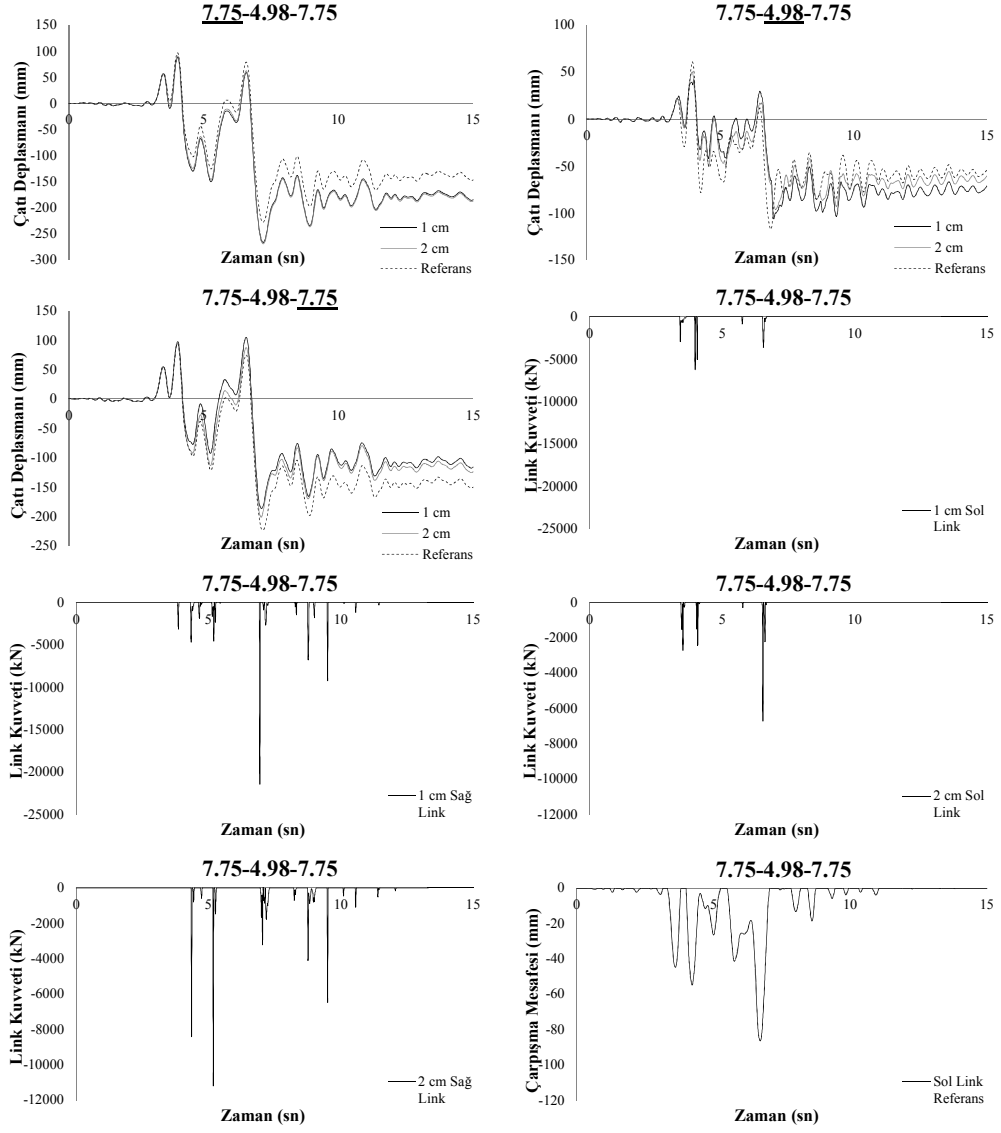 7.75-4.98-7.75
150
100
50
0
-50
-100
-150
-200
-250
-300
0
5
10
15
Çatı Deplasmanı (mm)
Zaman (sn)
1 cm
2 cm
Referans
7.75-4.98-7.75
100
50
0
-50
-100
-150
0
5
10
15
Çatı Deplasmanı (mm)
Zaman (sn)
1 cm
2 cm
Referans
7.75-4.98-7.75
150
100
50
0
-50
-100
-150
-200
-250
0
5
10
15
Çatı Deplasmanı (mm)
Zaman (sn)
1 cm
2 cm
Referans
7.75-4.98-7.75
0
-5000
-10000
-15000
-20000
-25000
0
5
10
15
Link Kuvveti (kN)
Zaman (sn)
1 cm Sol
Link
7.75-4.98-7.75
0
-5000
-10000
-15000
-20000
-25000
0
5
10
15
Link Kuvveti (kN)
Zaman (sn)
1 cm Sağ
Link
7.75-4.98-7.75
0
-2000
-4000
-6000
-8000
-10000
-12000
0
5
10
15
Link Kuvveti (kN)
Zaman (sn)
2 cm Sol
Link
7.75-4.98-7.75
0
-2000
-4000
-6000
-8000
-10000
-12000
0
5
10
15
Link Kuvveti (kN)
Zaman (sn)
2 cm Sağ
Link
7.75-4.98-7.75
0
-20
-40
-60
-80
-100
-120
0
5
10
15
Çarpışma Mesafesi (mm)
Zaman (sn)
Sol Link
Referans